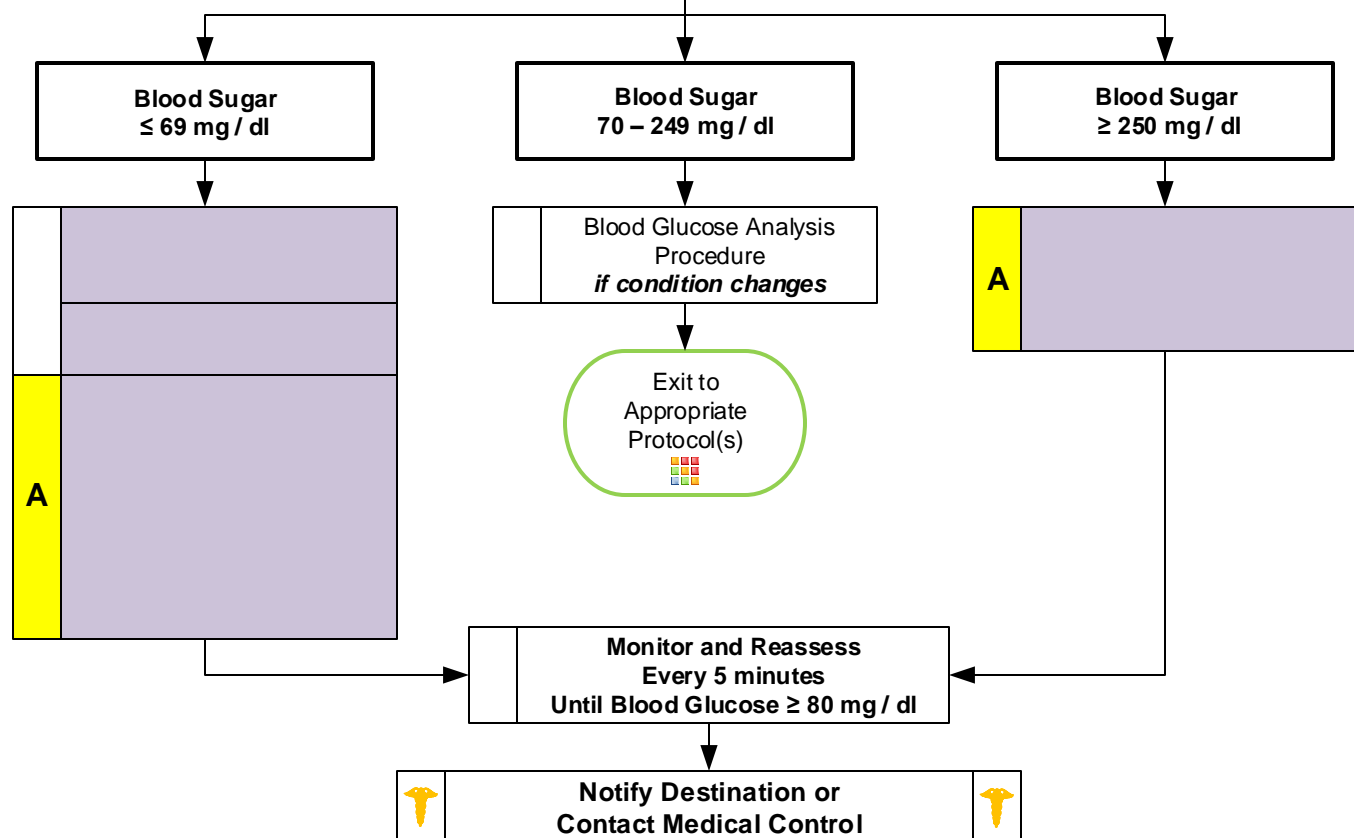 Blood Sugar
≤ 69 mg / dl
Blood Sugar
70 – 249 mg / dl
Blood Sugar
≥ 250 mg / dl
Blood Glucose Analysis
Procedure
if condition changes
A
Exit to
Appropriate
Protocol(s)
A
Monitor and Reassess
Every 5 minutes
Until Blood Glucose ≥ 80 mg / dl
Notify Destination or
Contact Medical Control